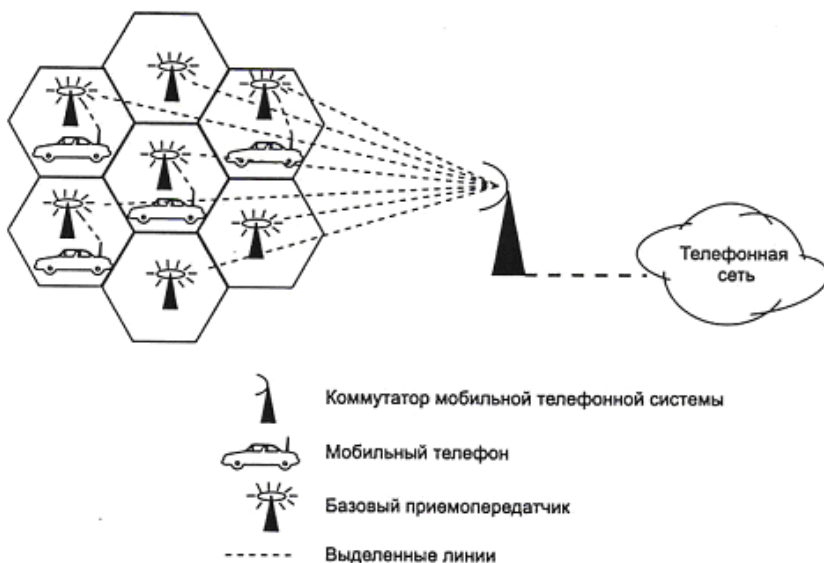 Телефонная
сеть
Коммутатор мобильной телефонной системы
Мобильный телефон
Базовый приемопередатчик
Выделенные линии